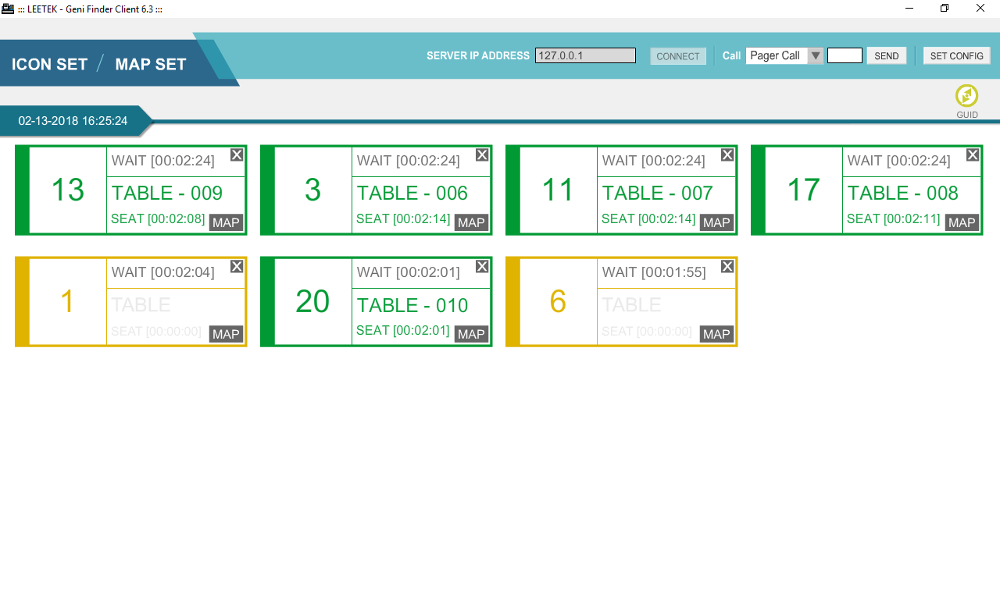 ::: LEETEK - Geni Finder Client 6.3 :::
ICON SET / MAP SET
SERVER IP ADDRESS 127.0.0.1 CONNECT Call Pager Call SEND SET CONFIG
GUID
02-13-2018 16:25:24
13
WAIT [00:02:24] X
TABLE - 009
SEAT [00:02:08] MAP
3
WAIT [00:02:24] X
TABLE - 006
SEAT [00:02:14] MAP
11
WAIT [00:02:24] X
TABLE - 007
SEAT [00:02:14] MAP
17
WAIT [00:02:24] X
TABLE - 008
SEAT [00:02:11] MAP
1
WAIT [00:02:04] X
TABLE
SEAT [00:00:00] MAP
20
WAIT [00:02:01] X
TABLE - 010
SEAT [00:02:01] MAP
6
WAIT [00:01:55] X
TABLE
SEAT [00:00:00] MAP